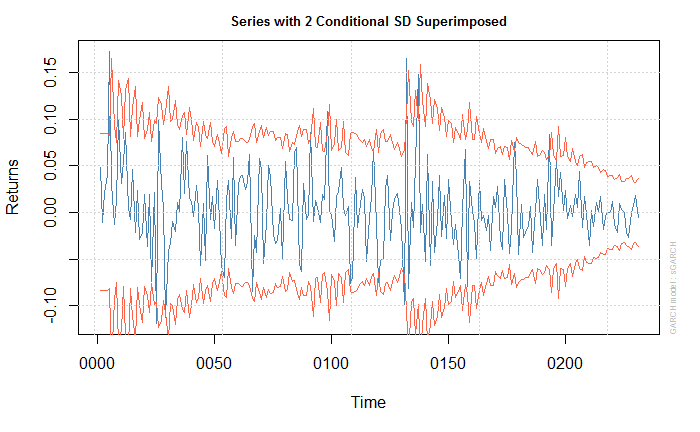 Series with 2 Conditional SD Superimposed
Returns
0.15
0.10
0.05
0.00
-0.10
0000 0050 0100 0150 0200
Time
GARCH model : sGARCH